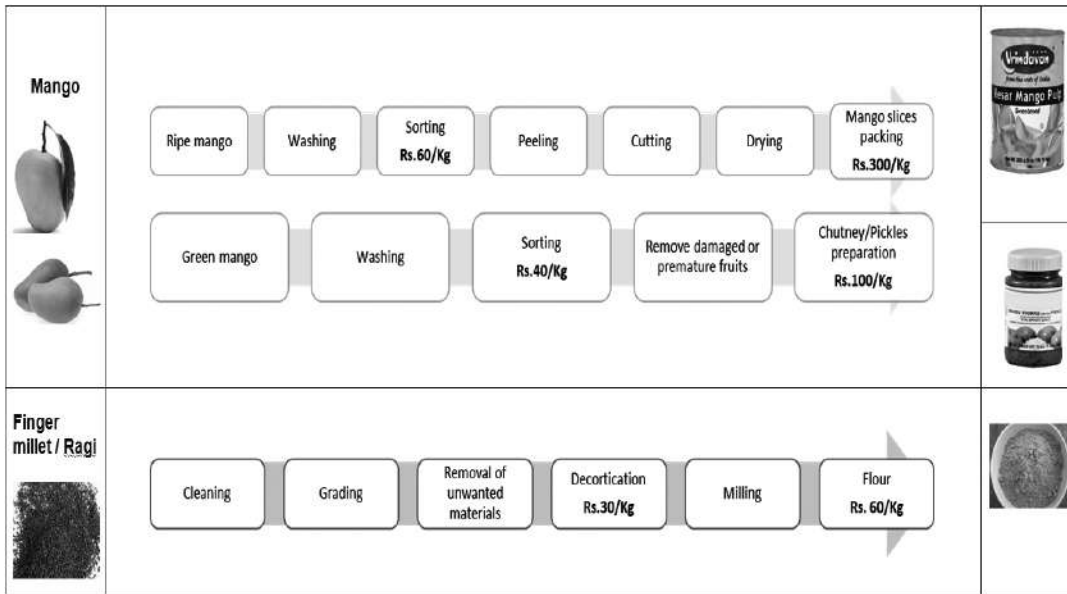 Mango
Ripe mango
Washing
Sorting
Rs.60/Kg
Peeling
Cutting
Drying
Mango slices
packing
Rs.300/Kg
Green mango
Washing
Sorting
Rs.40/Kg
Remove damaged or
premature fruits
Chutney/Pickles
preparation
Rs.100/Kg
Vrindavan
Kesar Mango Pulp
Sweetened
Finger
millet / Ragi
Cleaning
Grading
Removal of
unwanted
materials
Decortication
Rs.30/Kg
Milling
Flour
Rs. 60/Kg